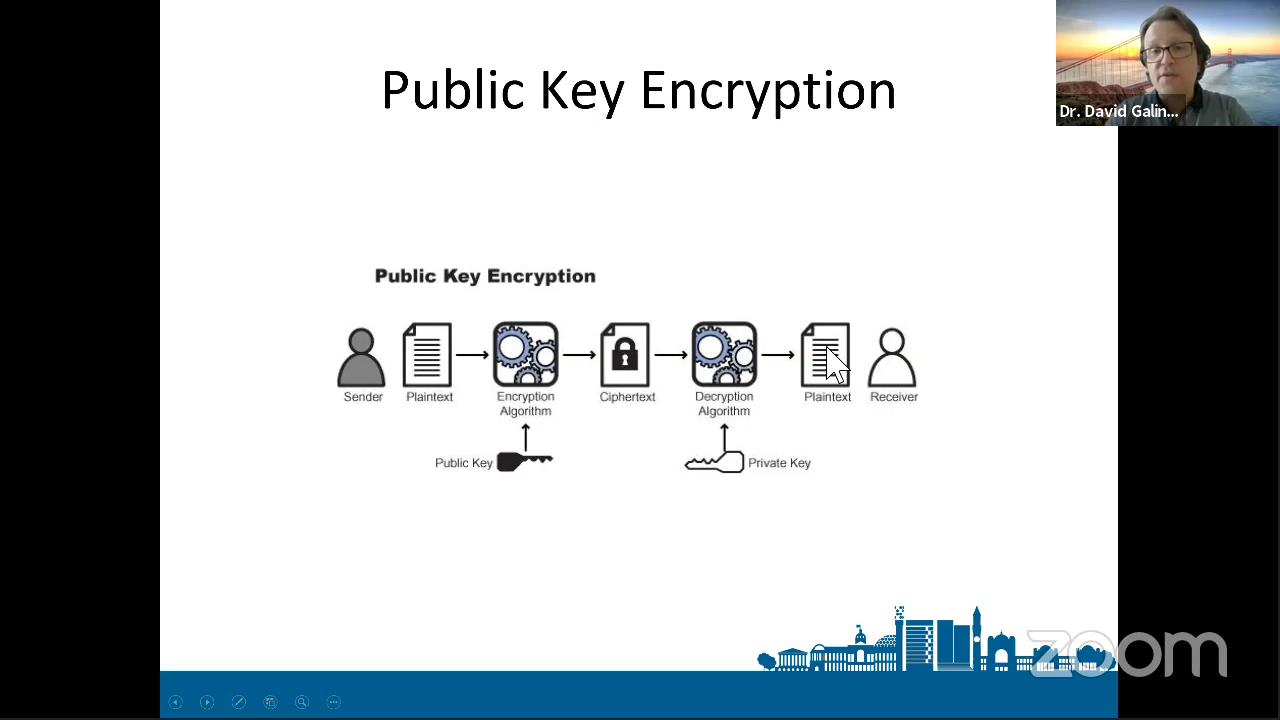 Public Key Encryption
Dr. David Galin...
Public Key Encryption
Sender
Plaintext
Encryption
Algorithm
Ciphertext
Decryption
Algorithm
Plaintext
Receiver
Public Key
Private Key
zoom